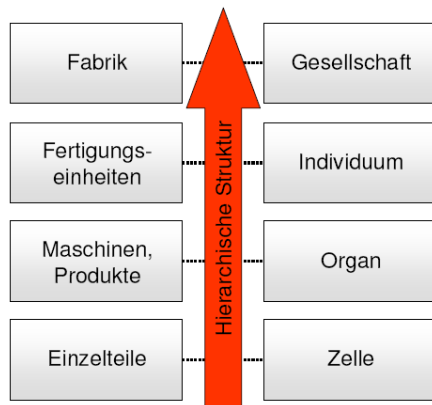 Fabrik
Gesellschaft
Fertigungs-
einheiten
Individuum
Maschinen,
Produkte
Organ
Einzelteile
Zelle
Hierarchische Struktur